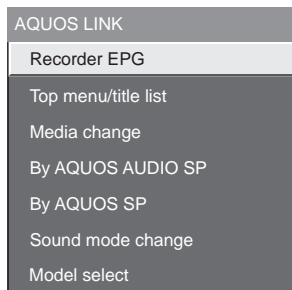 AQUOS LINK
Recorder EPG
Top menu/title list
Media change
By AQUOS AUDIO SP
By AQUOS SP
Sound mode change
Model select